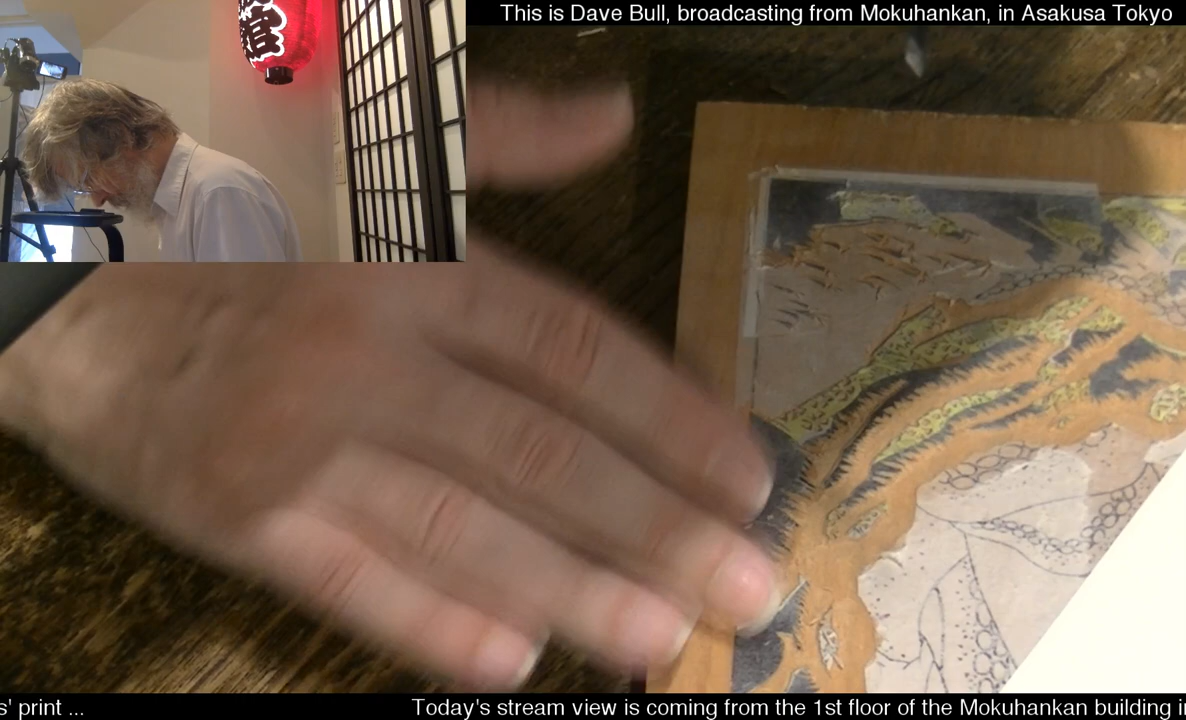 This is Dave Bull, broadcasting from Mokuhankan, in Asakusa Tokyo
館
s' print ...
Today's stream view is coming from the 1st floor of the Mokuhankan building i